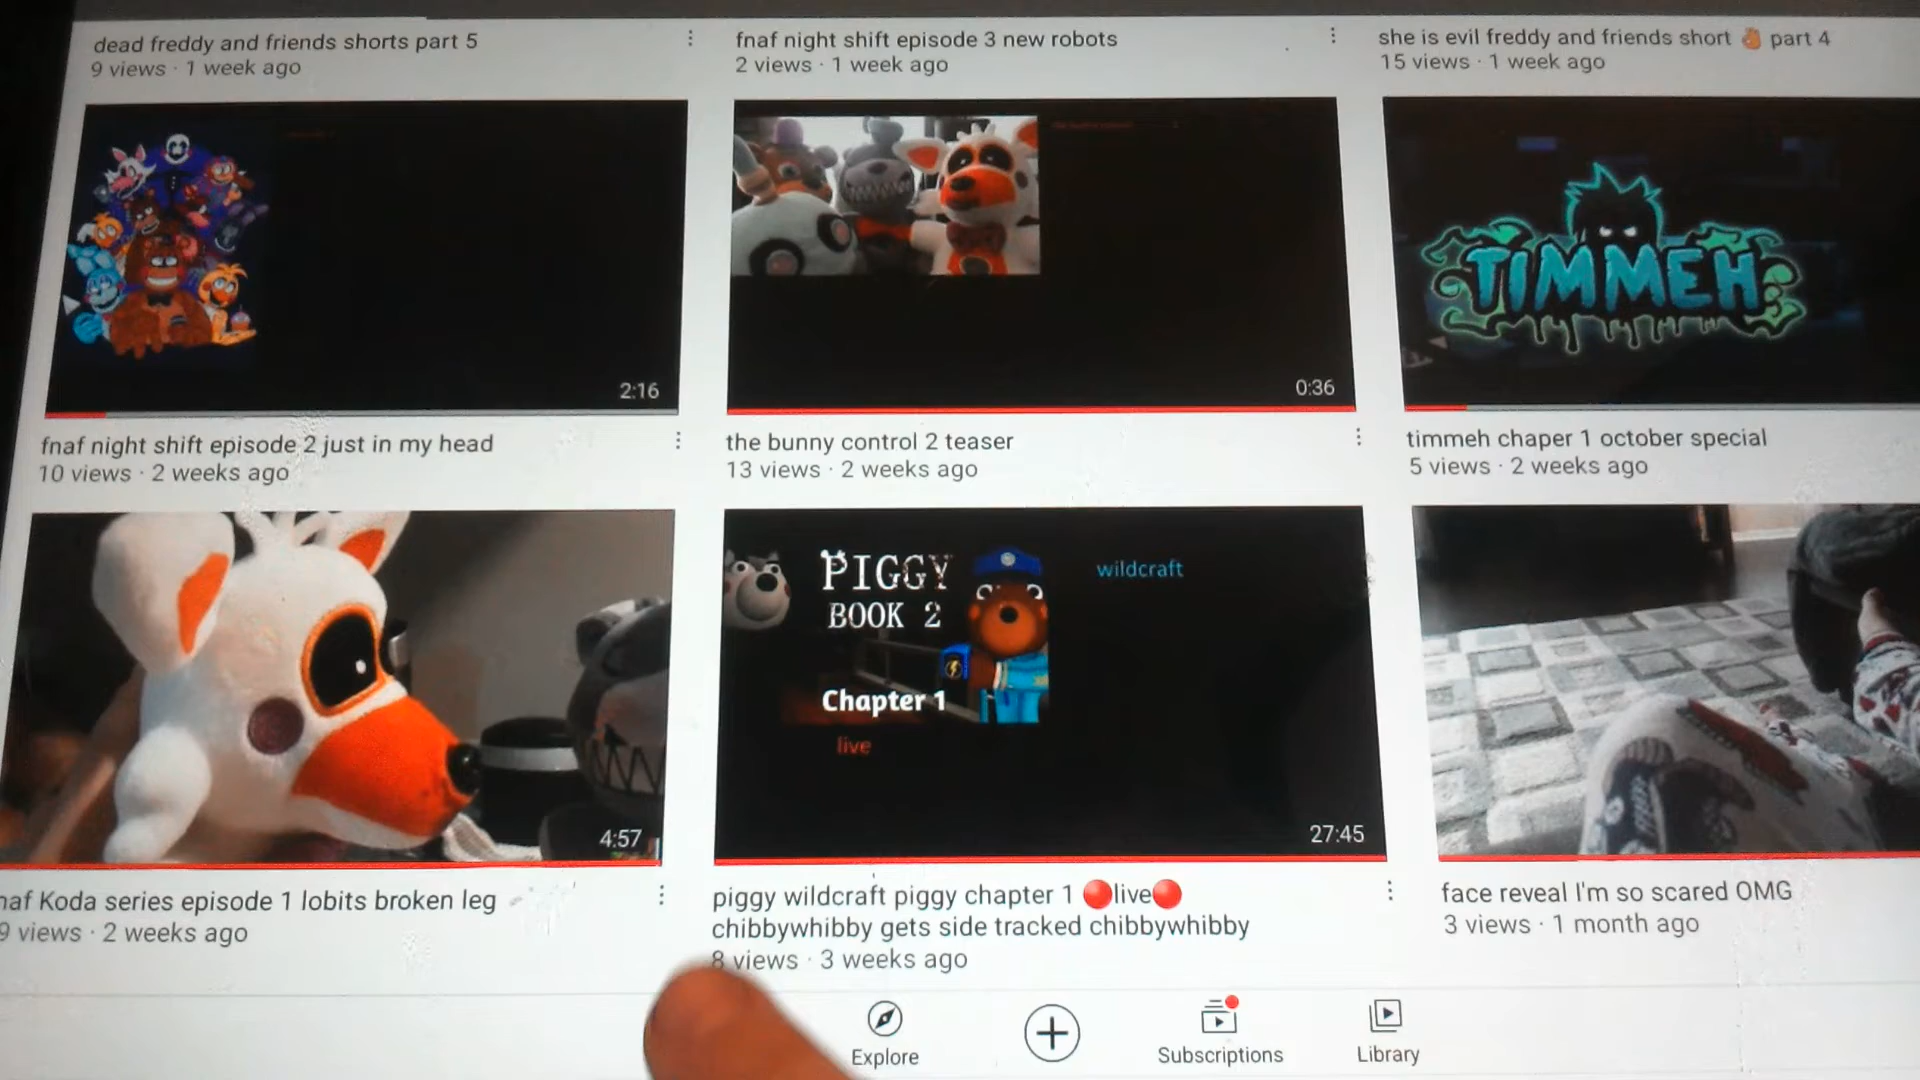 dead freddy and friends shorts part 5
9 views · 1 week ago
fnaf night shift episode 3 new robots
2 views · 1 week ago
she is evil freddy and friends short 👌 part 4
15 views · 1 week ago
2:16
fnaf night shift episode 2 just in my head
10 views · 2 weeks ago
0:36
the bunny control 2 teaser
13 views · 2 weeks ago
TIMMEH
timmeh chaper 1 october special
5 views · 2 weeks ago
4:57
naf Koda series episode 1 lobits broken leg
9 views · 2 weeks ago
PIGGY
BOOK 2
Chapter 1
live
wildcraft
27:45
piggy wildcraft piggy chapter 1 🔴live🔴
chibbywhibby gets side tracked chibbywhibby
8 views · 3 weeks ago
face reveal I'm so scared OMG
3 views · 1 month ago
Explore
Subscriptions
Library